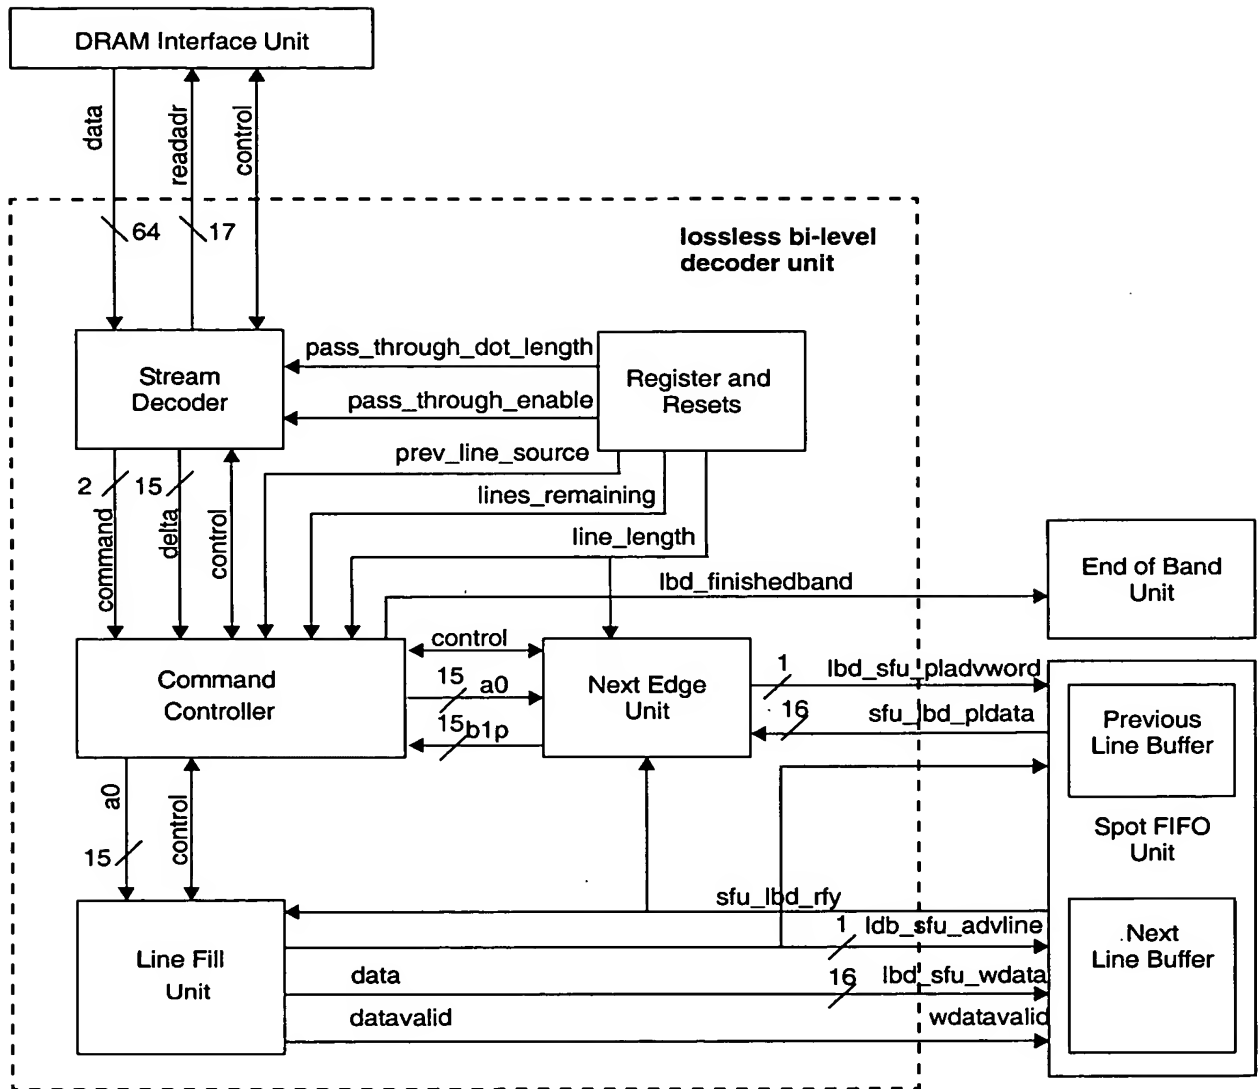 DRAM Interface Unit
data
readadr
control
64
17
lossless bi-level
decoder unit
Stream
Decoder
pass_through_dot_length
pass_through_enable
Register and
Resets
prev_line_source
lines_remaining
line_length
2
15
command
delta
control
lbd_finishedband
End of Band
Unit
Command
Controller
control
15
a0
15
b1p
Next Edge
Unit
1
lbd_sfu_pladvword
16
sfu_lbd_pldata
Previous
Line Buffer
Spot FIFO
Unit
a0
15
control
sfu_lbd_rfy
1
ldb_sfu_advline
Next
Line Buffer
Line Fill
Unit
data
16
lbd_sfu_wdata
datavalid
wdatavalid